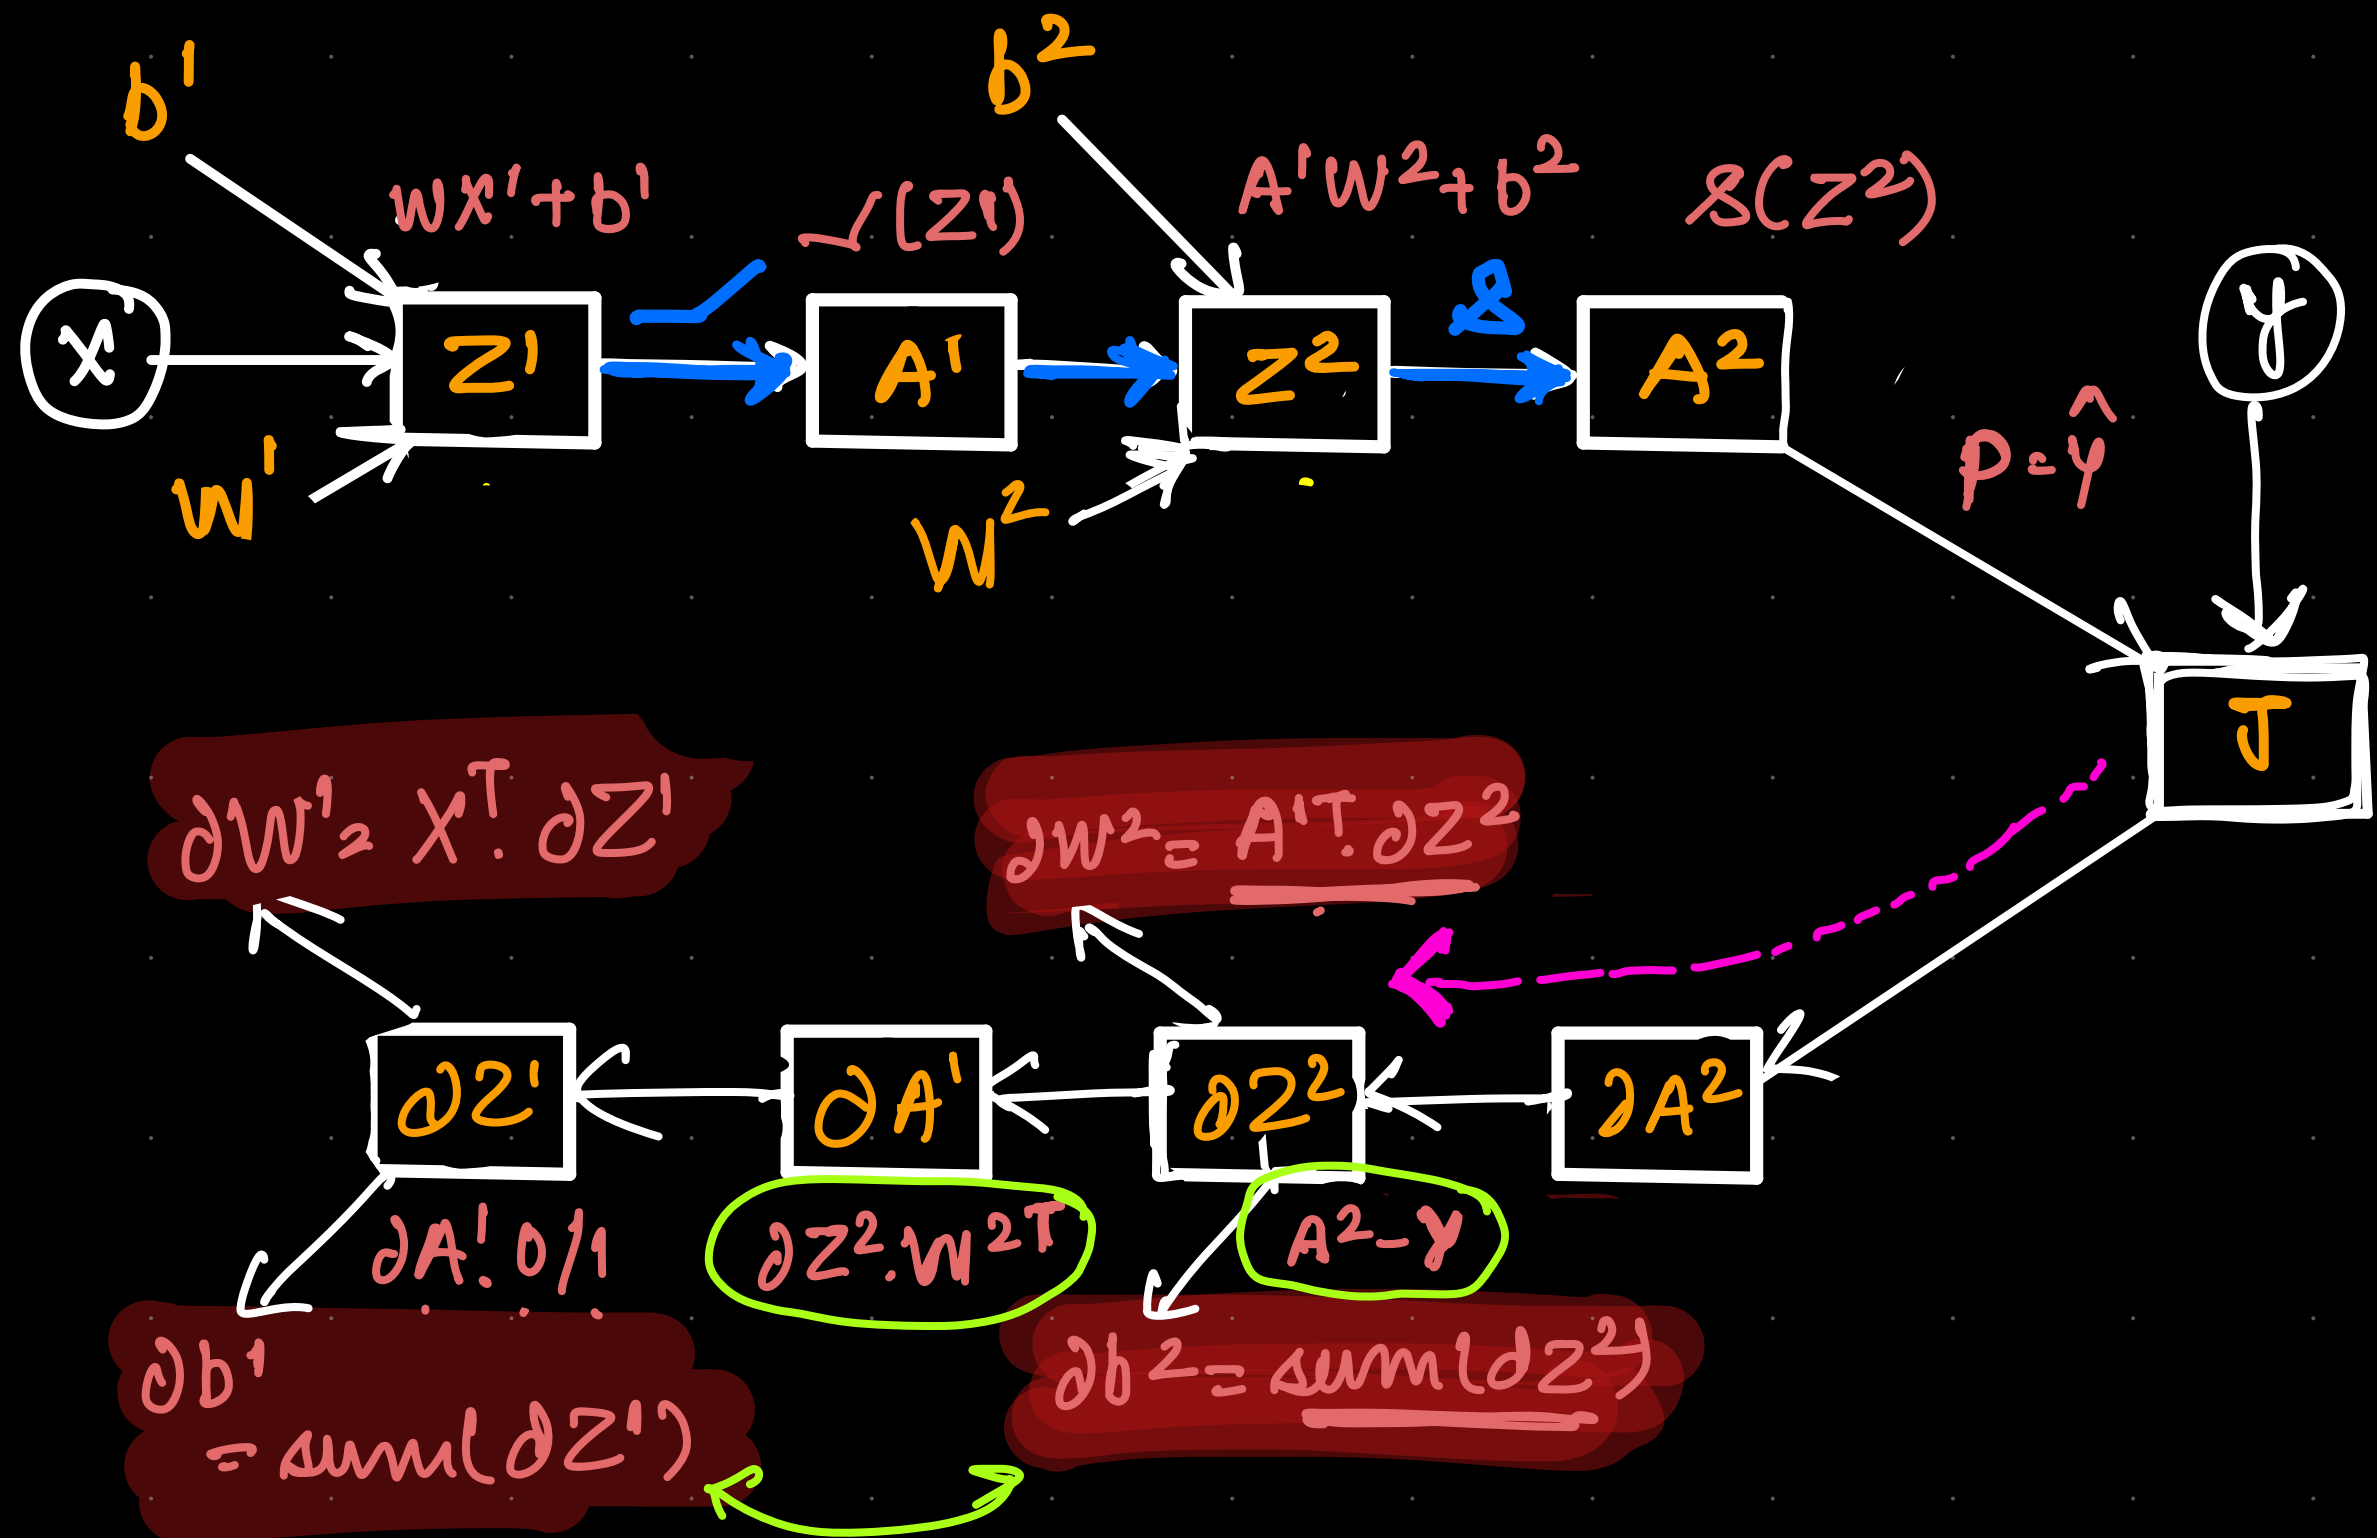 b¹
b²
WX¹+b¹
(Z¹)
A¹W²+b²
S(Z²)
X
Z¹
A¹
Z²
A²
Y
P=Ŷ
W¹
W²
J
∂W¹= Xᵀ. ∂Z¹
∂W²= A¹ᵀ. ∂Z²
∂Z¹
∂A¹
∂Z²
∂A²
∂A¹. 0/1
∂Z².W²ᵀ
A²-Y
∂b¹
= sum(dZ¹)
∂b²= sum(dZ²)